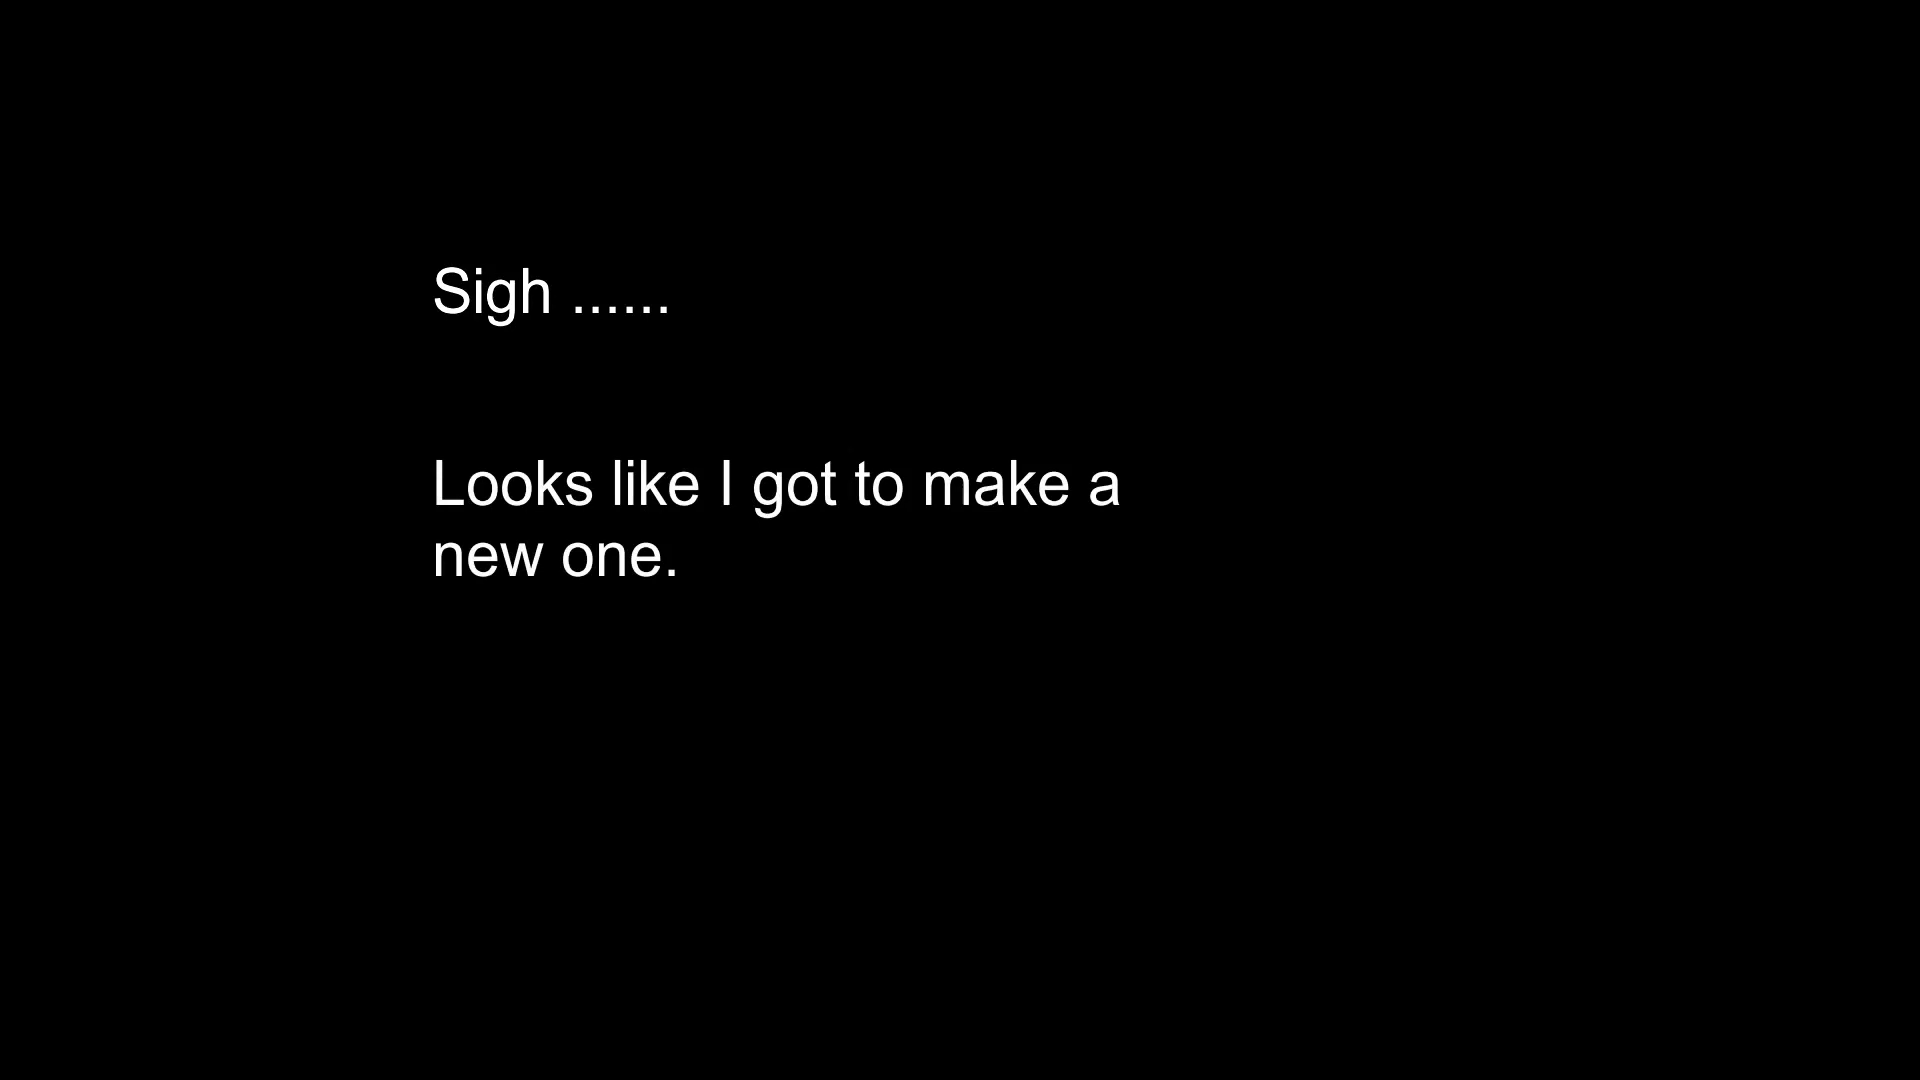 Sigh ......
Looks like I got to make a
new one.